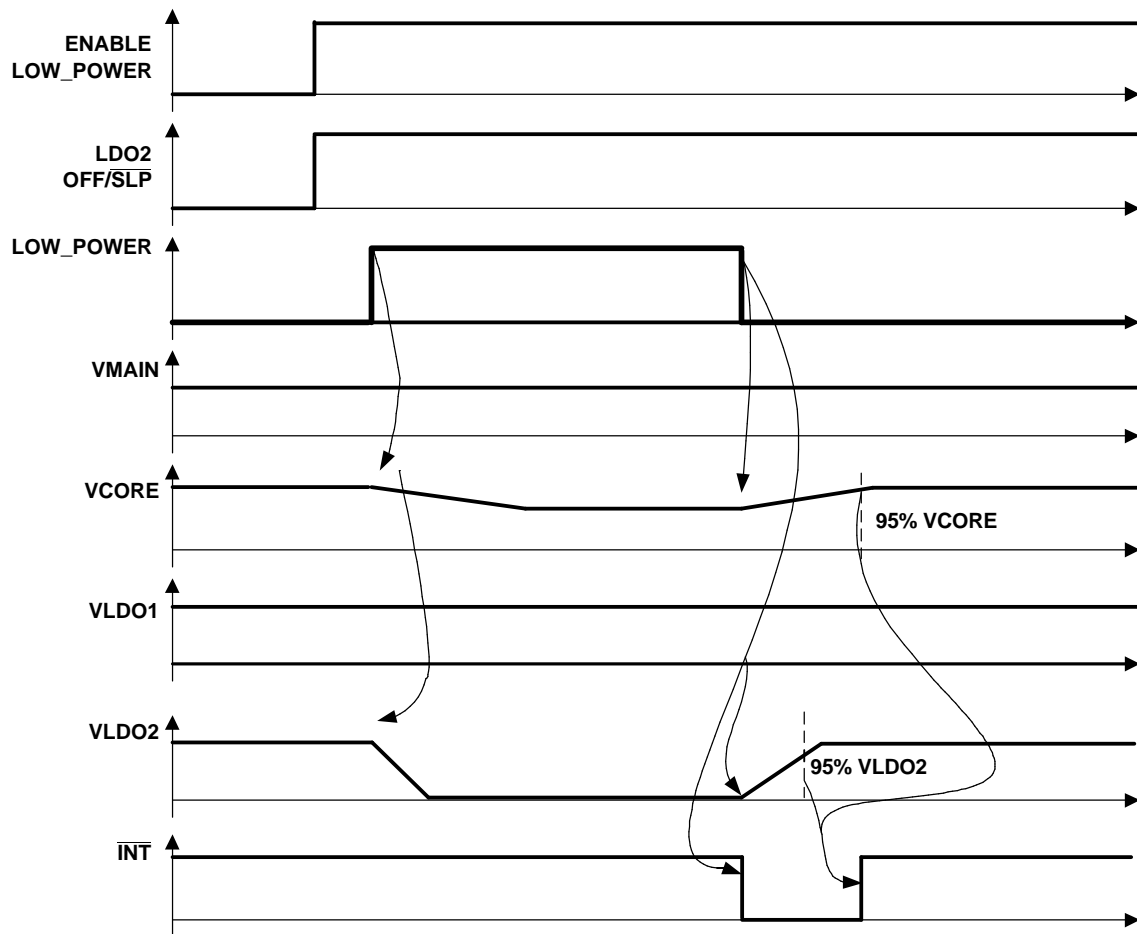 ENABLE
LOW_POWER
LDO2
OFF/SLP
LOW_POWER
VMAIN
VCORE
95% VCORE
VLDO1
VLDO2
95% VLDO2
INT